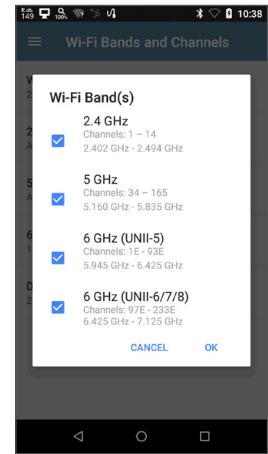 149
100%
10:38
Wi-Fi Bands and Channels
Wi-Fi Band(s)
2.4 GHz
Channels: 1 – 14
2.402 GHz - 2.494 GHz
5 GHz
Channels: 34 – 165
5.160 GHz - 5.835 GHz
6 GHz (UNII-5)
Channels: 1E - 93E
5.945 GHz - 6.425 GHz
6 GHz (UNII-6/7/8)
Channels: 97E - 233E
6.425 GHz - 7.125 GHz
CANCEL
OK